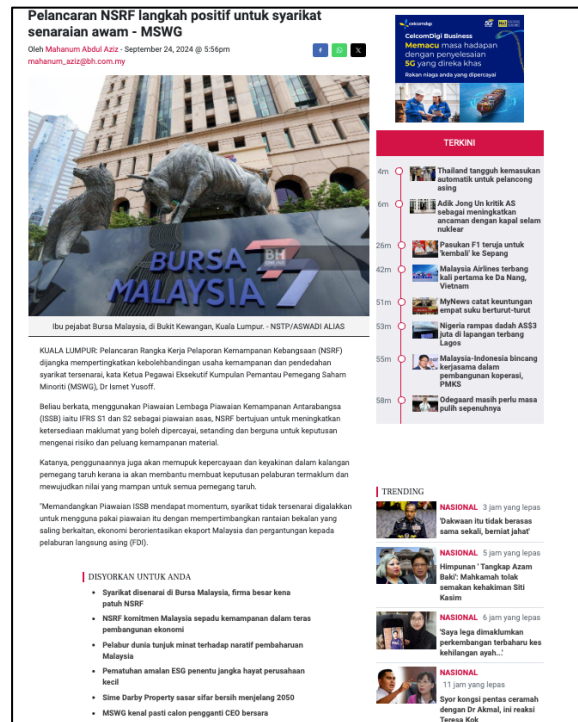 Pelancaran NSRF langkah positif untuk syarikat
senaraian awam - MSWG
Oleh Mahanum Abdul Aziz - September 24, 2024 @ 5:56pm
mahanum_aziz@bh.com.my
BURSA
MALAYSIA
BH
Ibu pejabat Bursa Malaysia, di Bukit Kewangan, Kuala Lumpur. - NSTP/ASWADI ALIAS
KUALA LUMPUR: Pelancaran Rangka Kerja Pelaporan Kemampanan Kebangsaan (NSRF)
dijangka mempertingkatkan kebolehbandingan usaha kemampanan dan pendedahan
syarikat tersenarai, kata Ketua Pegawai Eksekutif Kumpulan Pemantau Pemegang Saham
Minoriti (MSWG), Dr Ismet Yusoff.
Beliau berkata, menggunakan Piawaian Lembaga Piawaian Kemampanan Antarabangsa
(ISSB) iaitu IFRS S1 dan S2 sebagai piawaian asas, NSRF bertujuan untuk meningkatkan
ketersediaan maklumat yang boleh dipercayai, setanding dan berguna untuk keputusan
mengenai risiko dan peluang kemampanan material.
Katanya, penggunaannya juga akan memupuk kepercayaan dan keyakinan dalam kalangan
pemegang taruh kerana ia akan membantu membuat keputusan pelaburan termaklum dan
mewujudkan nilai yang mampan untuk semua pemegang taruh.
"Memandangkan Piawaian ISSB mendapat momentum, syarikat tidak tersenarai digalakkan
untuk mengguna pakai piawaian itu dengan mempertimbangkan rantaian bekalan yang
saling berkaitan, ekonomi berorientasikan eksport Malaysia dan pergantungan kepada
pelaburan langsung asing (FDI).
DISYORKAN UNTUK ANDA
• Syarikat disenarai di Bursa Malaysia, firma besar kena
patuh NSRF
• NSRF komitmen Malaysia sepadu kemampanan dalam teras
pembangunan ekonomi
• Pelabur dunia tunjuk minat terhadap naratif pembaharuan
Malaysia
• Pematuhan amalan ESG penentu jangka hayat perusahaan
kecil
• Sime Darby Property sasar sifar bersih menjelang 2050
• MSWG kenal pasti calon pengganti CEO bersara
celcomdigi
CelcomDigi Business
Memacu masa hadapan
dengan penyelesaian
5G yang direka khas
Rakan niaga anda yang dipercayai
TERKINI
4m
Thailand tangguh kemasukan
automatik untuk pelancong
asing
6m
Adik Jong Un kritik AS
sebagai meningkatkan
ancaman dengan kapal selam
nuklear
26m
Pasukan F1 teruja untuk
'kembali' ke Sepang
42m
Malaysia Airlines terbang
kali pertama ke Da Nang,
Vietnam
51m
MyNews catat keuntungan
empat suku berturut-turut
53m
Nigeria rampas dadah AS$3
juta di lapangan terbang
Lagos
55m
Malaysia-Indonesia bincang
kerjasama dalam
pembangunan koperasi,
PMKS
58m
Odegaard masih perlu masa
pulih sepenuhnya
TRENDING
NASIONAL 3 jam yang lepas
'Dakwaan itu tidak berasas
sama sekali, berniat jahat'
NASIONAL 5 jam yang lepas
Himpunan ' Tangkap Azam
Baki': Mahkamah tolak
semakan kehakiman Siti
Kasim
NASIONAL 6 jam yang lepas
'Saya lega dimaklumkan
perkembangan terbaharu kes
kehilangan ayah...'
NASIONAL
11 jam yang lepas
Syor kongsi pentas ceramah
dengan Dr Akmal, ini reaksi
Teresa Kok